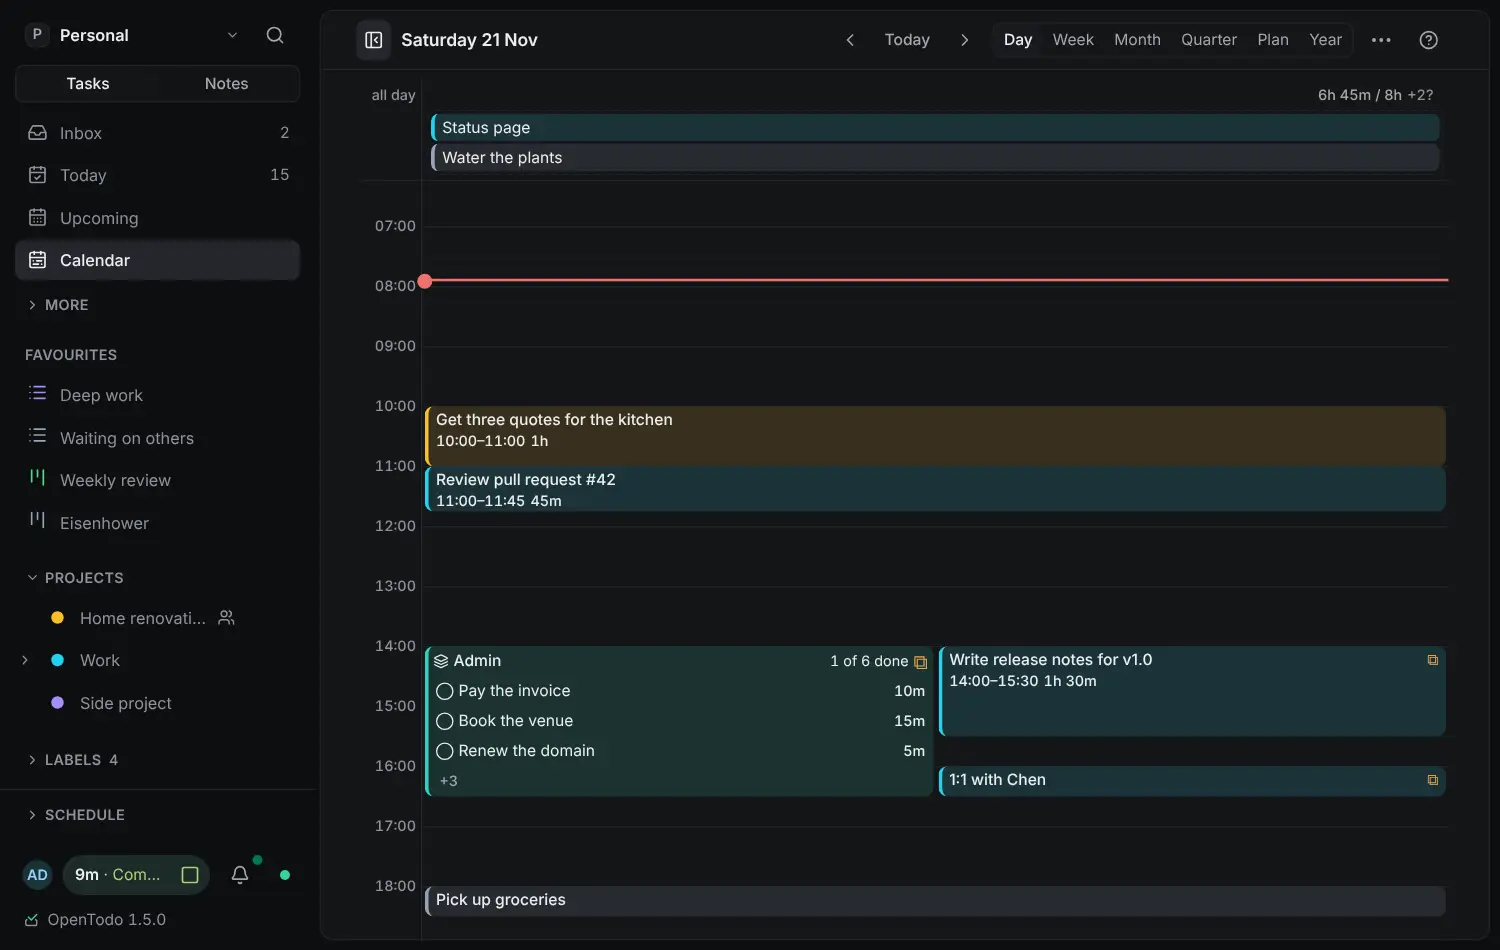 P Personal
Tasks Notes
Inbox 2
Today 15
Upcoming
Calendar
MORE
FAVOURITES
Deep work
Waiting on others
Weekly review
Eisenhower
PROJECTS
Home renovati...
Work
Side project
LABELS 4
SCHEDULE
AD 9m · Com...
OpenTodo 1.5.0
Saturday 21 Nov
Today
Day Week Month Quarter Plan Year
all day
6h 45m / 8h +2?
Status page
Water the plants
07:00
08:00
09:00
10:00
Get three quotes for the kitchen
10:00–11:00 1h
11:00
Review pull request #42
11:00–11:45 45m
12:00
13:00
14:00
Admin 1 of 6 done
Pay the invoice 10m
15:00
Book the venue 15m
Renew the domain 5m
16:00
+3
Write release notes for v1.0
14:00–15:30 1h 30m
1:1 with Chen
17:00
18:00
Pick up groceries